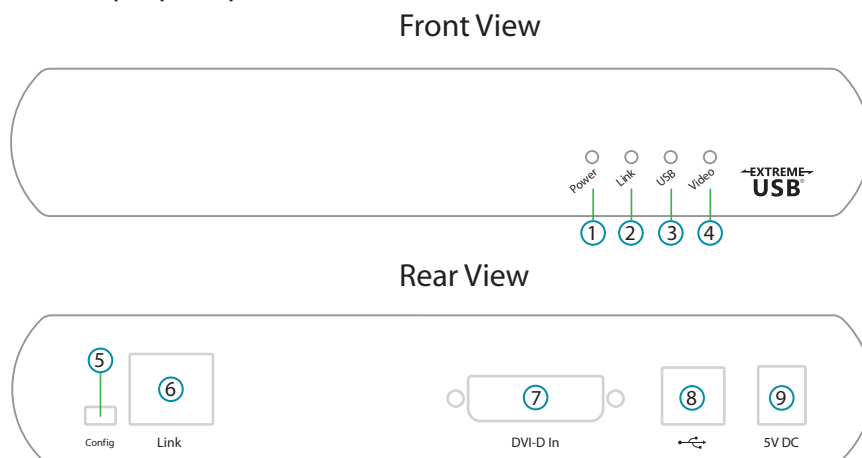 Front View
Power Link USB Video
EXTREME
USB®
1 2 3 4
Rear View
5
6 7 8 9
Config Link DVI-D In 5V DC